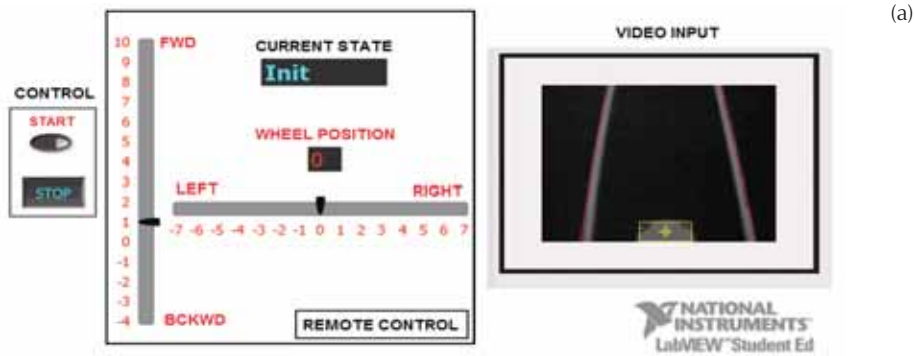 (a)
CONTROL
START
STOP
10
9
8
7
6
5
4
3
2
1
0
-1
-2
-3
-4
FWD
BCKWD
CURRENT STATE
Init
WHEEL POSITION
0
LEFT
RIGHT
-7 -6 -5 -4 -3 -2 -1 0 1 2 3 4 5 6 7
REMOTE CONTROL
VIDEO INPUT
NATIONAL
INSTRUMENTS™
LabVIEW™ Student Ed